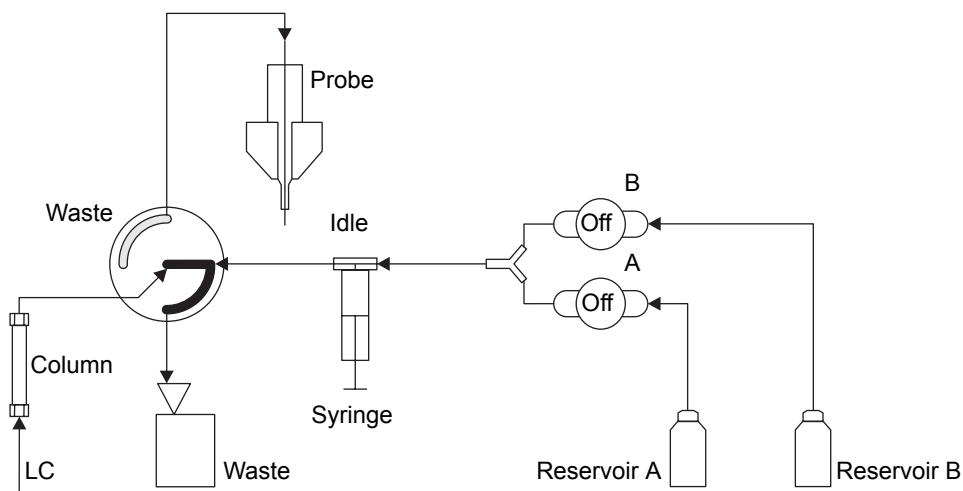 Probe
Waste
Idle
B
Off
A
Off
Column
Syringe
LC
Waste
Reservoir A
Reservoir B